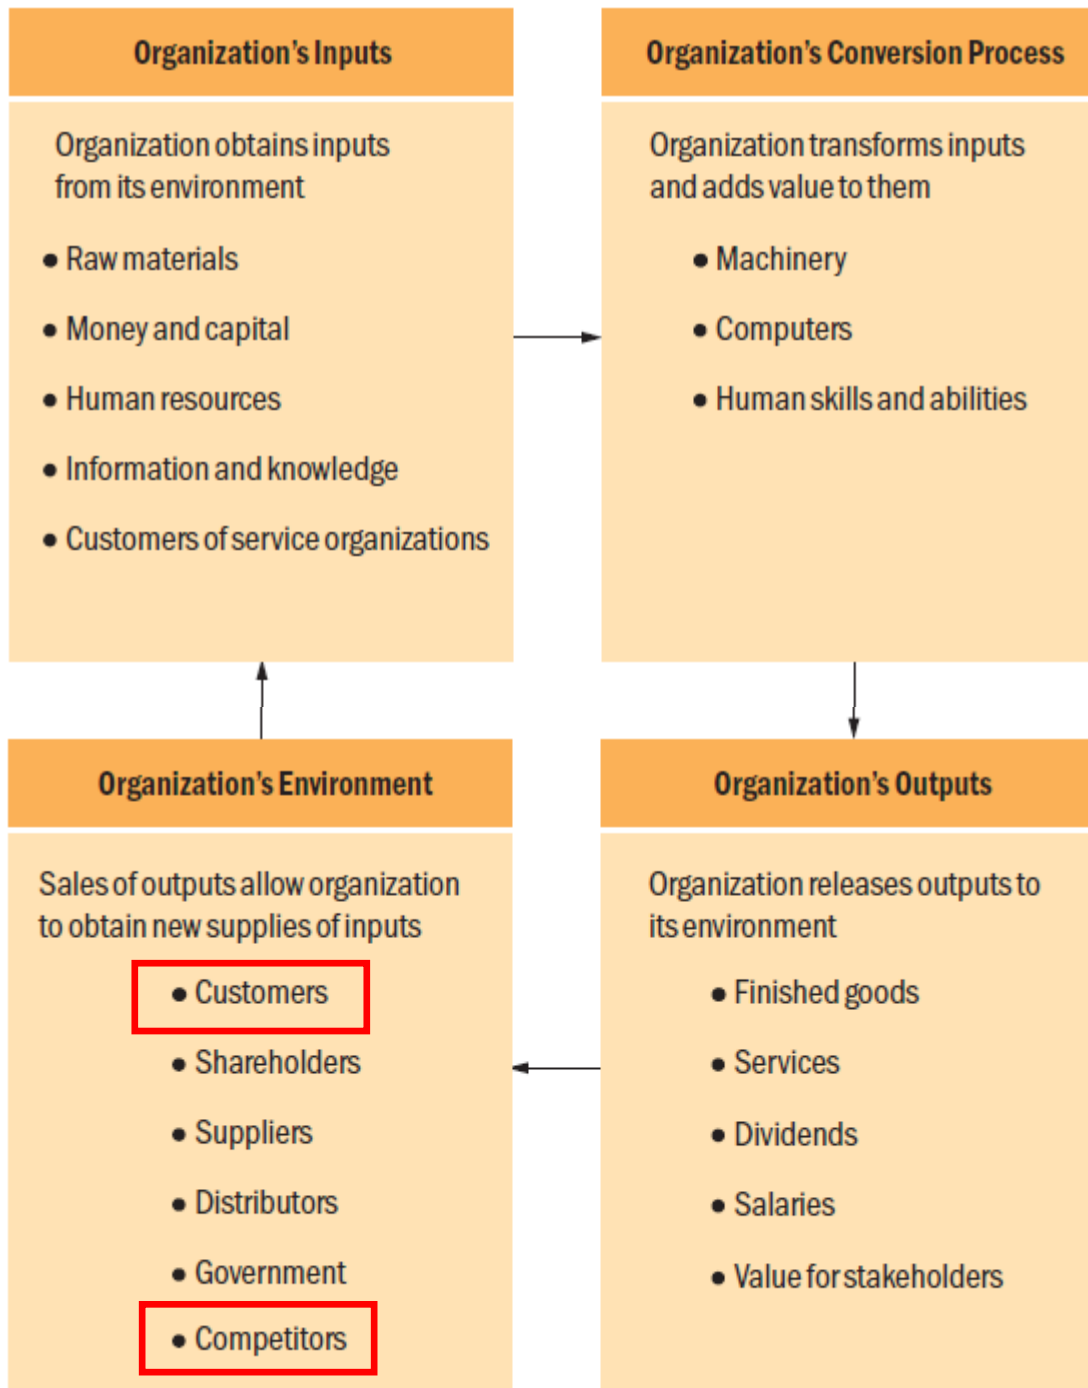 Organization's Inputs
Organization obtains inputs
from its environment
• Raw materials
• Money and capital
• Human resources
• Information and knowledge
• Customers of service organizations
Organization's Conversion Process
Organization transforms inputs
and adds value to them
• Machinery
• Computers
• Human skills and abilities
Organization's Environment
Sales of outputs allow organization
to obtain new supplies of inputs
• Customers
• Shareholders
• Suppliers
• Distributors
• Government
• Competitors
Organization's Outputs
Organization releases outputs to
its environment
• Finished goods
• Services
• Dividends
• Salaries
• Value for stakeholders